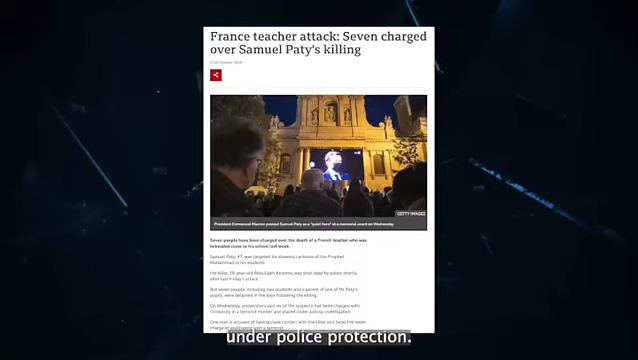 France teacher attack: Seven charged
over Samuel Paty's killing
GETTY IMAGES
President Emmanuel Macron praised Samuel Paty as a "quiet hero" at a memorial event on Wednesday
Seven people have been charged over the death of a French teacher who was
beheaded close to his school last week.
Samuel Paty, 47, was targeted for showing cartoons of the Prophet
Muhammad to his students.
His killer, 18-year-old Abdullakh Anzorov, was shot dead by police shortly
after last Friday's attack.
But seven people, including two students and a parent of one of Mr Paty's
pupils, were detained in the days following the killing.
On Wednesday, prosecutors said six of the suspects had been charged with
complicity in a terrorist murder and placed under judicial investigation.
One man is accused of having close contact with the killer and faces the lesser
charge of
under police protection.